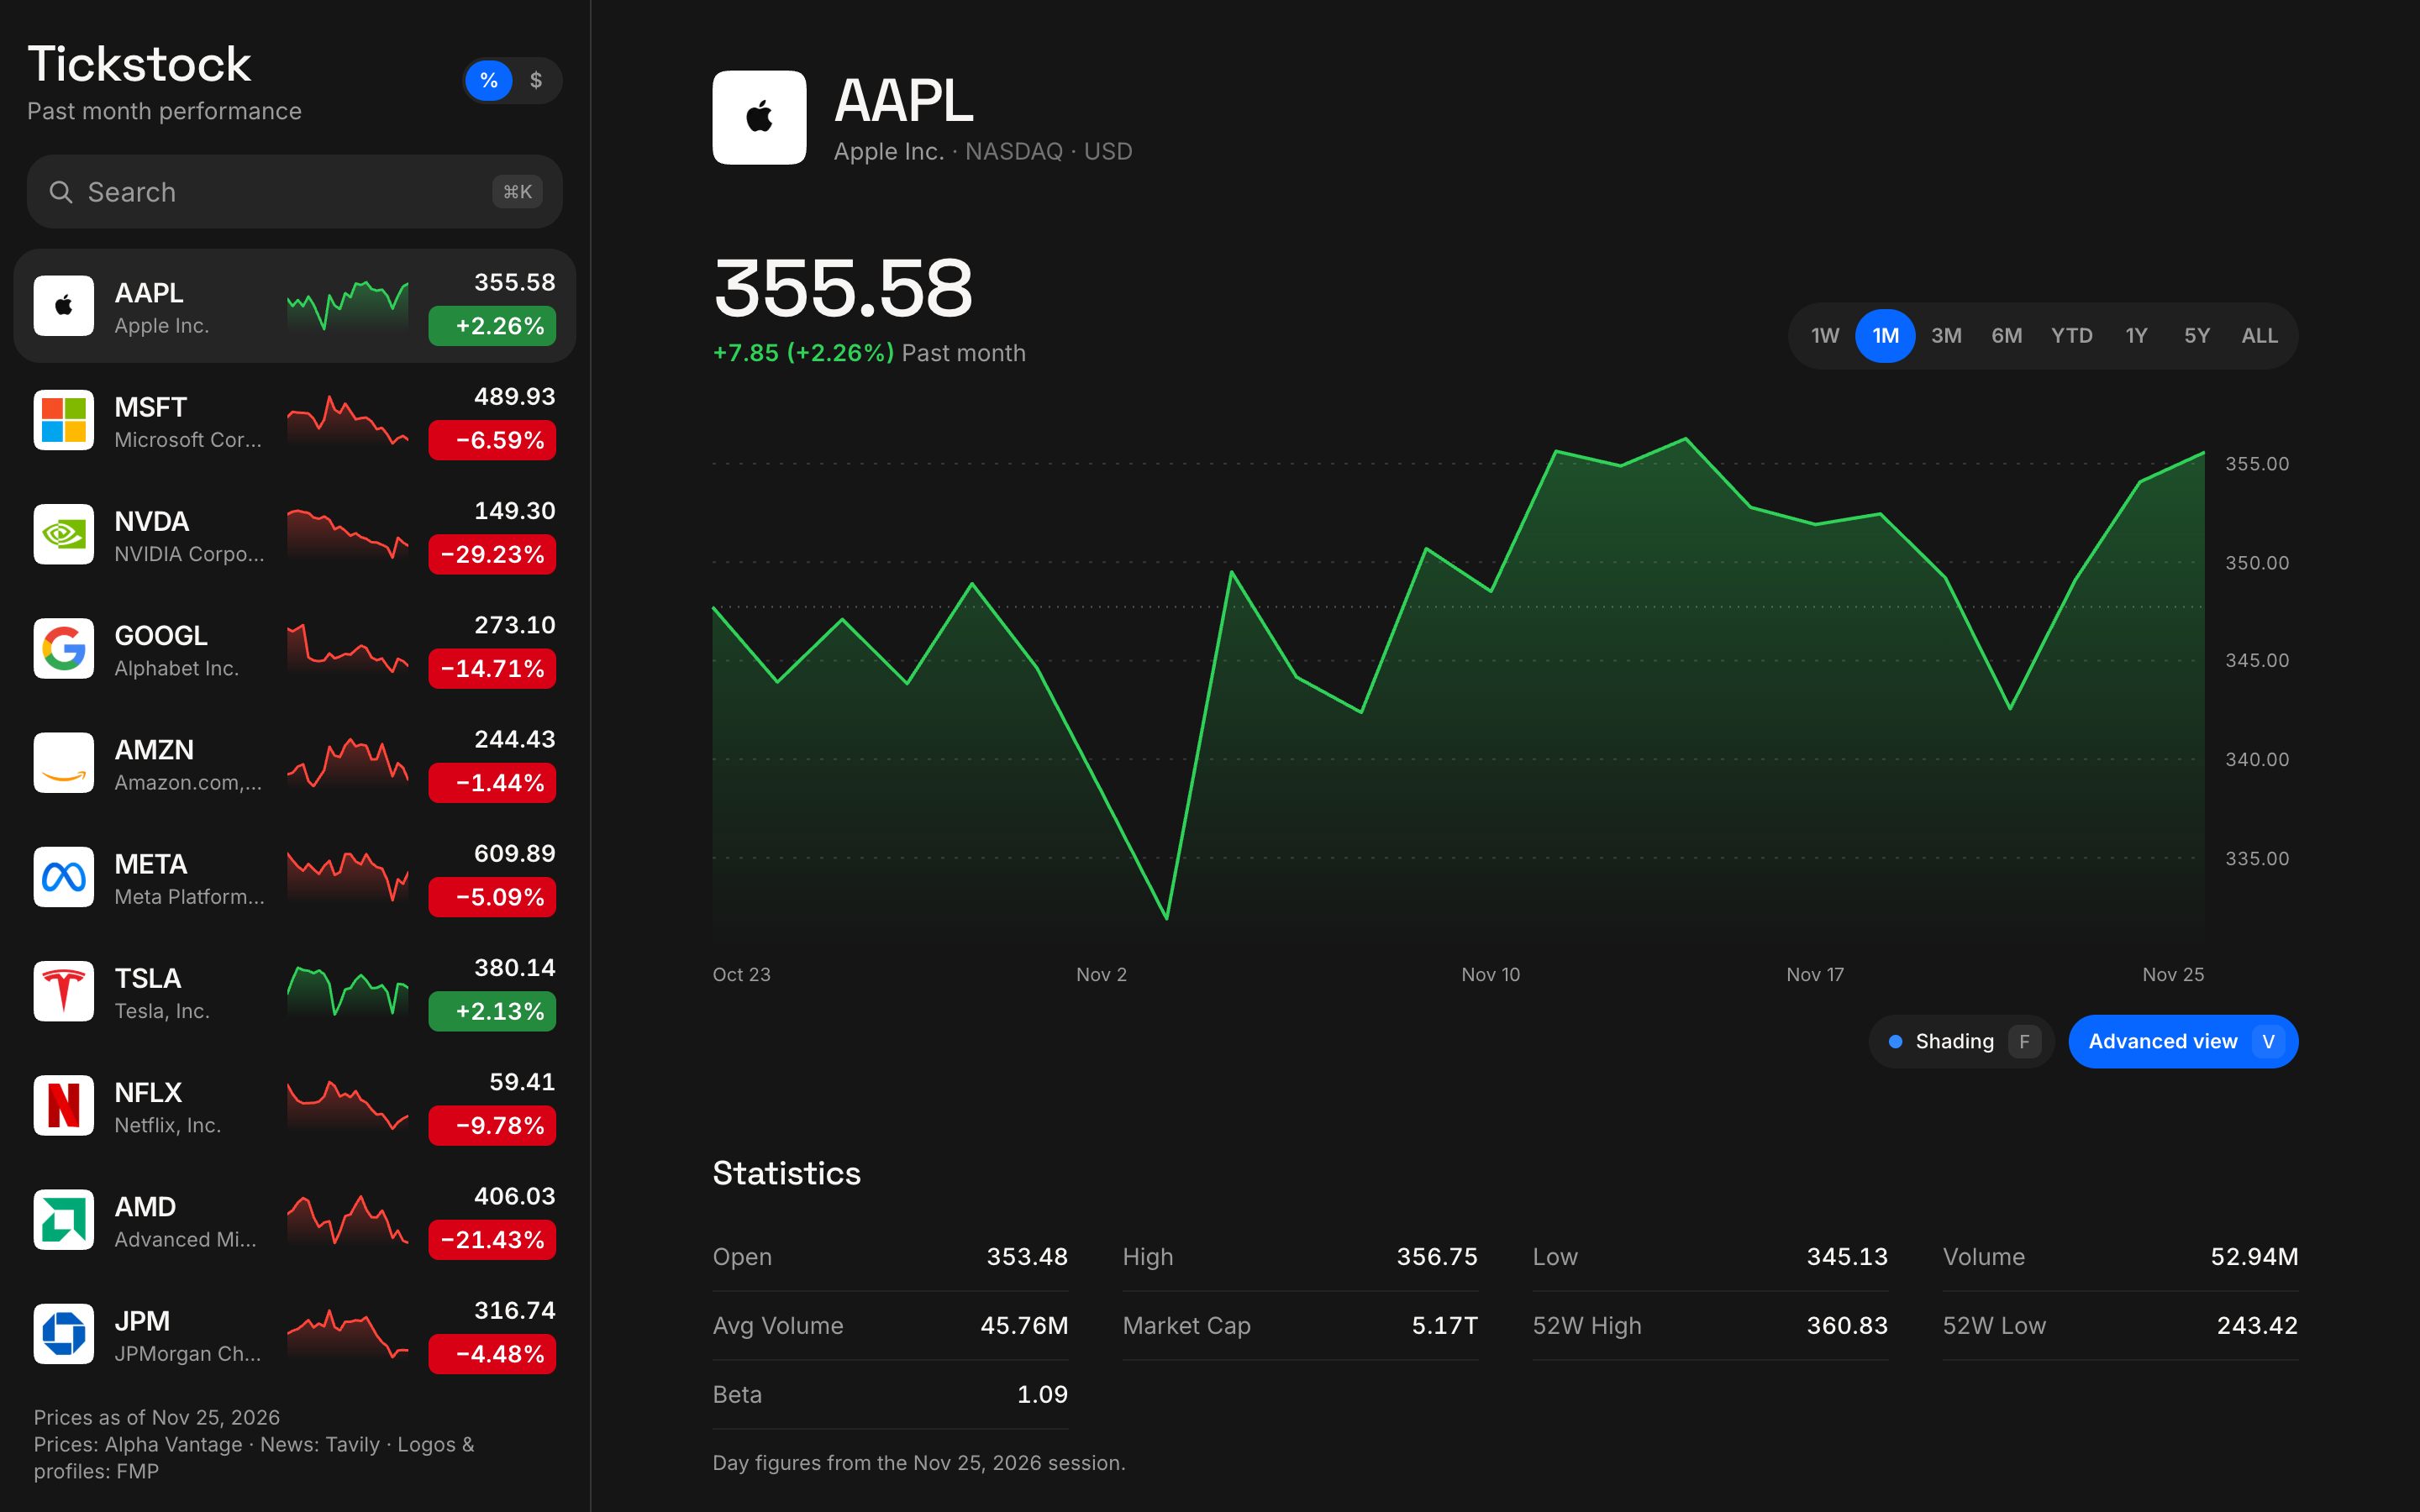 Tickstock
Past month performance
% $
Search ⌘K
AAPL
Apple Inc.
355.58
+2.26%
MSFT
Microsoft Cor...
489.93
−6.59%
NVDA
NVIDIA Corpo...
149.30
−29.23%
GOOGL
Alphabet Inc.
273.10
−14.71%
AMZN
Amazon.com,...
244.43
−1.44%
META
Meta Platform...
609.89
−5.09%
TSLA
Tesla, Inc.
380.14
+2.13%
NFLX
Netflix, Inc.
59.41
−9.78%
AMD
Advanced Mi...
406.03
−21.43%
JPM
JPMorgan Ch...
316.74
−4.48%
Prices as of Nov 25, 2026
Prices: Alpha Vantage · News: Tavily · Logos &
profiles: FMP
AAPL
Apple Inc. · NASDAQ · USD
355.58
+7.85 (+2.26%) Past month
1W 1M 3M 6M YTD 1Y 5Y ALL
355.00
350.00
345.00
340.00
335.00
Oct 23 Nov 2 Nov 10 Nov 17 Nov 25
Shading F Advanced view V
Statistics
Open 353.48 High 356.75 Low 345.13 Volume 52.94M
Avg Volume 45.76M Market Cap 5.17T 52W High 360.83 52W Low 243.42
Beta 1.09
Day figures from the Nov 25, 2026 session.